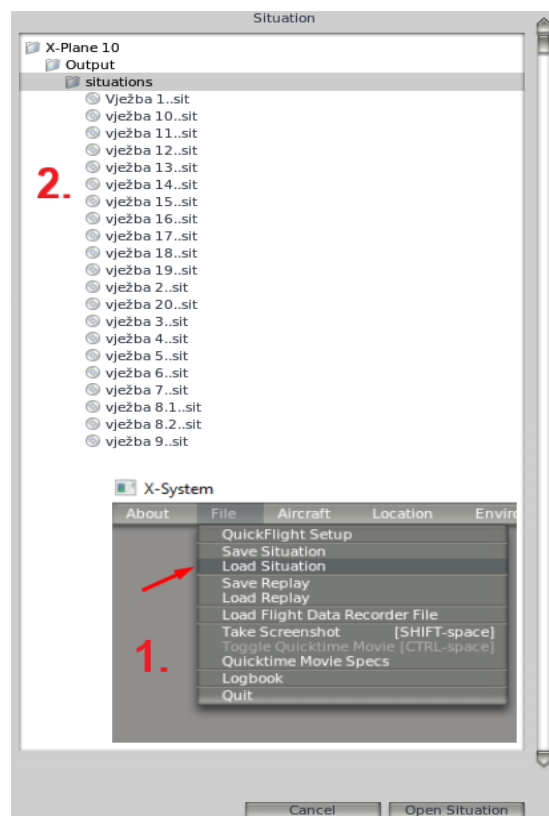 Situation
X-Plane 10
Output
situations
Vježba 1..sit
vježba 10..sit
vježba 11..sit
vježba 12..sit
vježba 13..sit
2.
vježba 14..sit
vježba 15..sit
vježba 16..sit
vježba 17..sit
vježba 18..sit
vježba 19..sit
vježba 2..sit
vježba 20..sit
vježba 3..sit
vježba 4..sit
vježba 5..sit
vježba 6..sit
vježba 7..sit
vježba 8.1..sit
vježba 8.2..sit
vježba 9..sit
X-System
About File Aircraft Location Enviro
QuickFlight Setup
Save Situation
Load Situation
Save Replay
Load Replay
Load Flight Data Recorder File
Take Screenshot [SHIFT-space]
Toggle Quicktime Movie [CTRL-space]
1.
Quicktime Movie Specs
Logbook
Quit
Cancel Open Situation